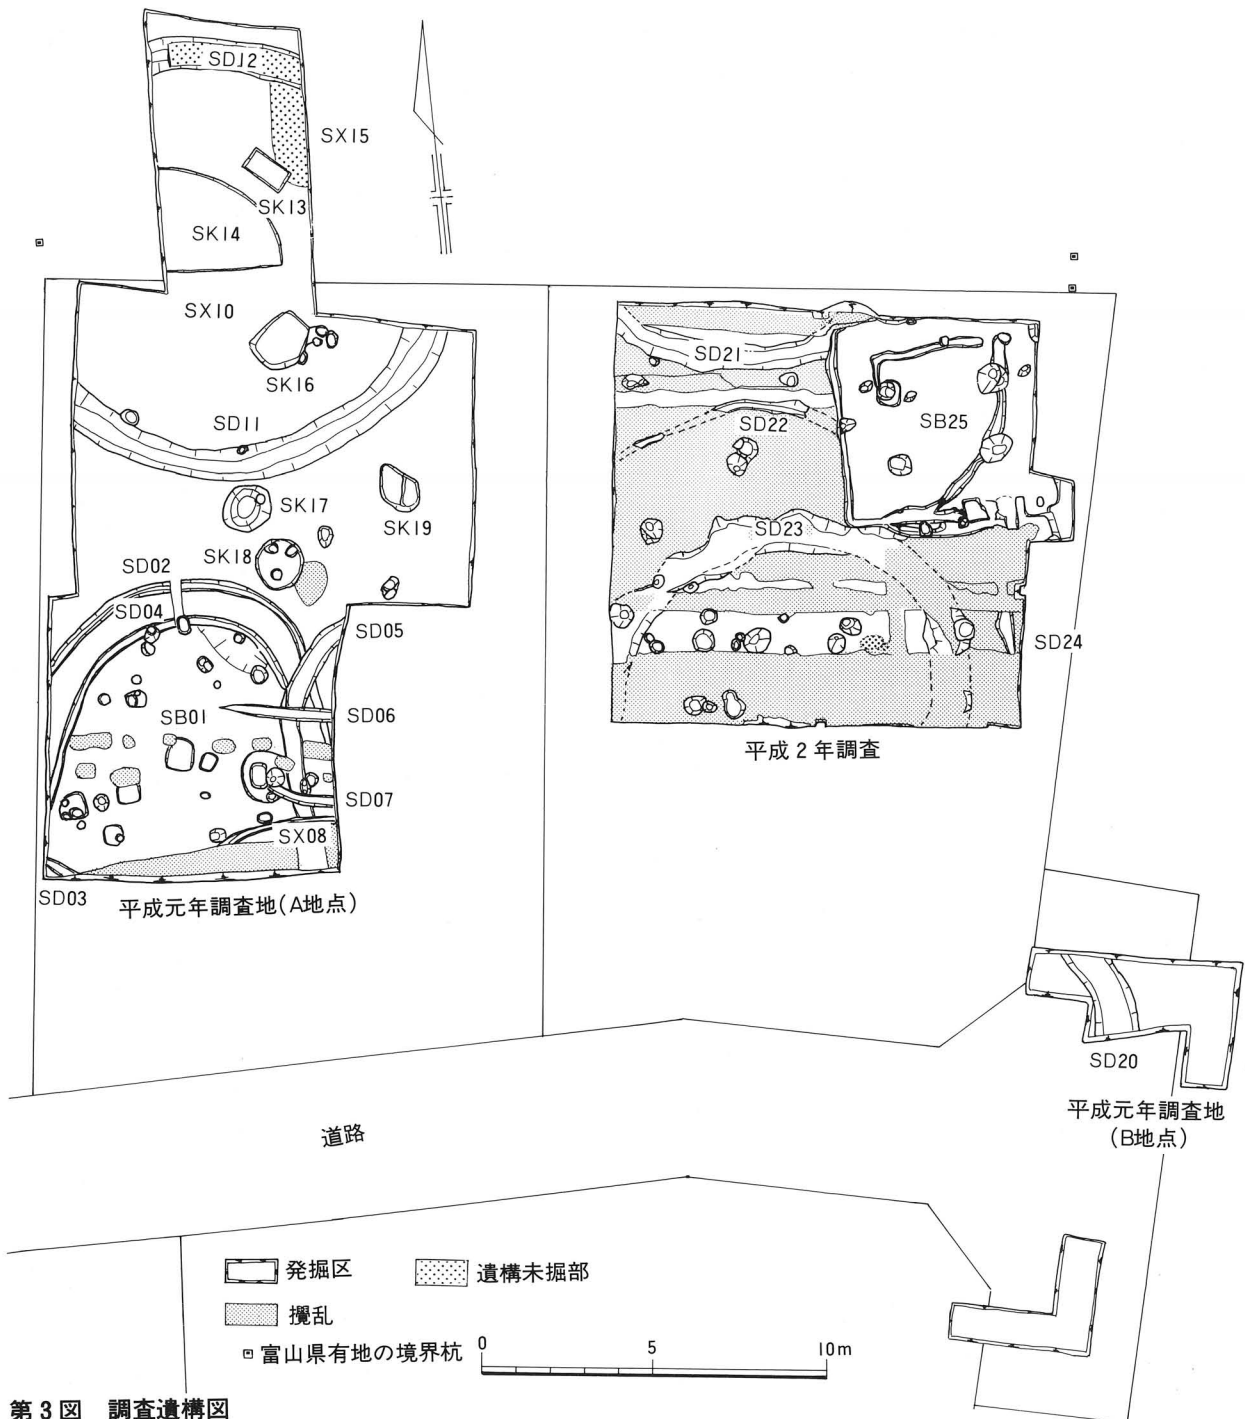 SD12
SX15
SK13
SK14
SX10
SK16
SD11
SK17
SK19
SK18
SD02
SD04
SD05
SB01
SD06
SD07
SX08
SD03
平成元年調査地(A地点)
SD21
SD22
SB25
SD23
SD24
平成2年調査
SD20
平成元年調査地
(B地点)
道路
発掘区
遺構未掘部
攪乱
富山県有地の境界杭
0 5 10m
第3図 調査遺構図